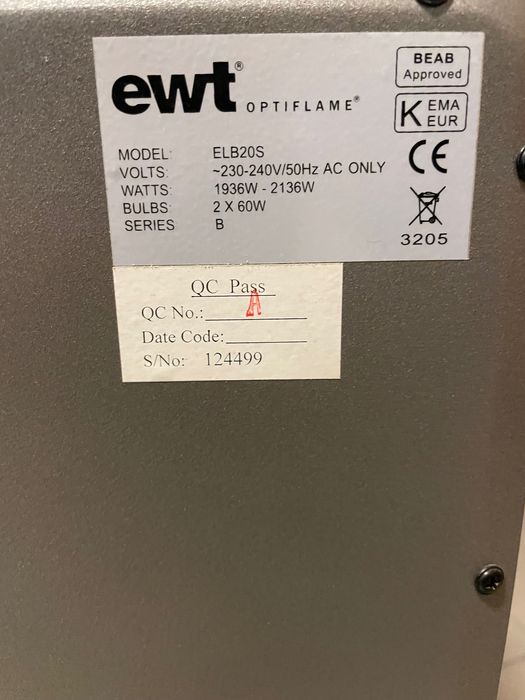 ewt® OPTIFLAME®
BEAB
Approved
K EMA
EUR
CE
MODEL: ELB20S
VOLTS: ~230-240V/50Hz AC ONLY
WATTS: 1936W - 2136W
BULBS: 2 X 60W
SERIES B
3205
QC Pass
QC No.: A
Date Code:
S/No: 124499